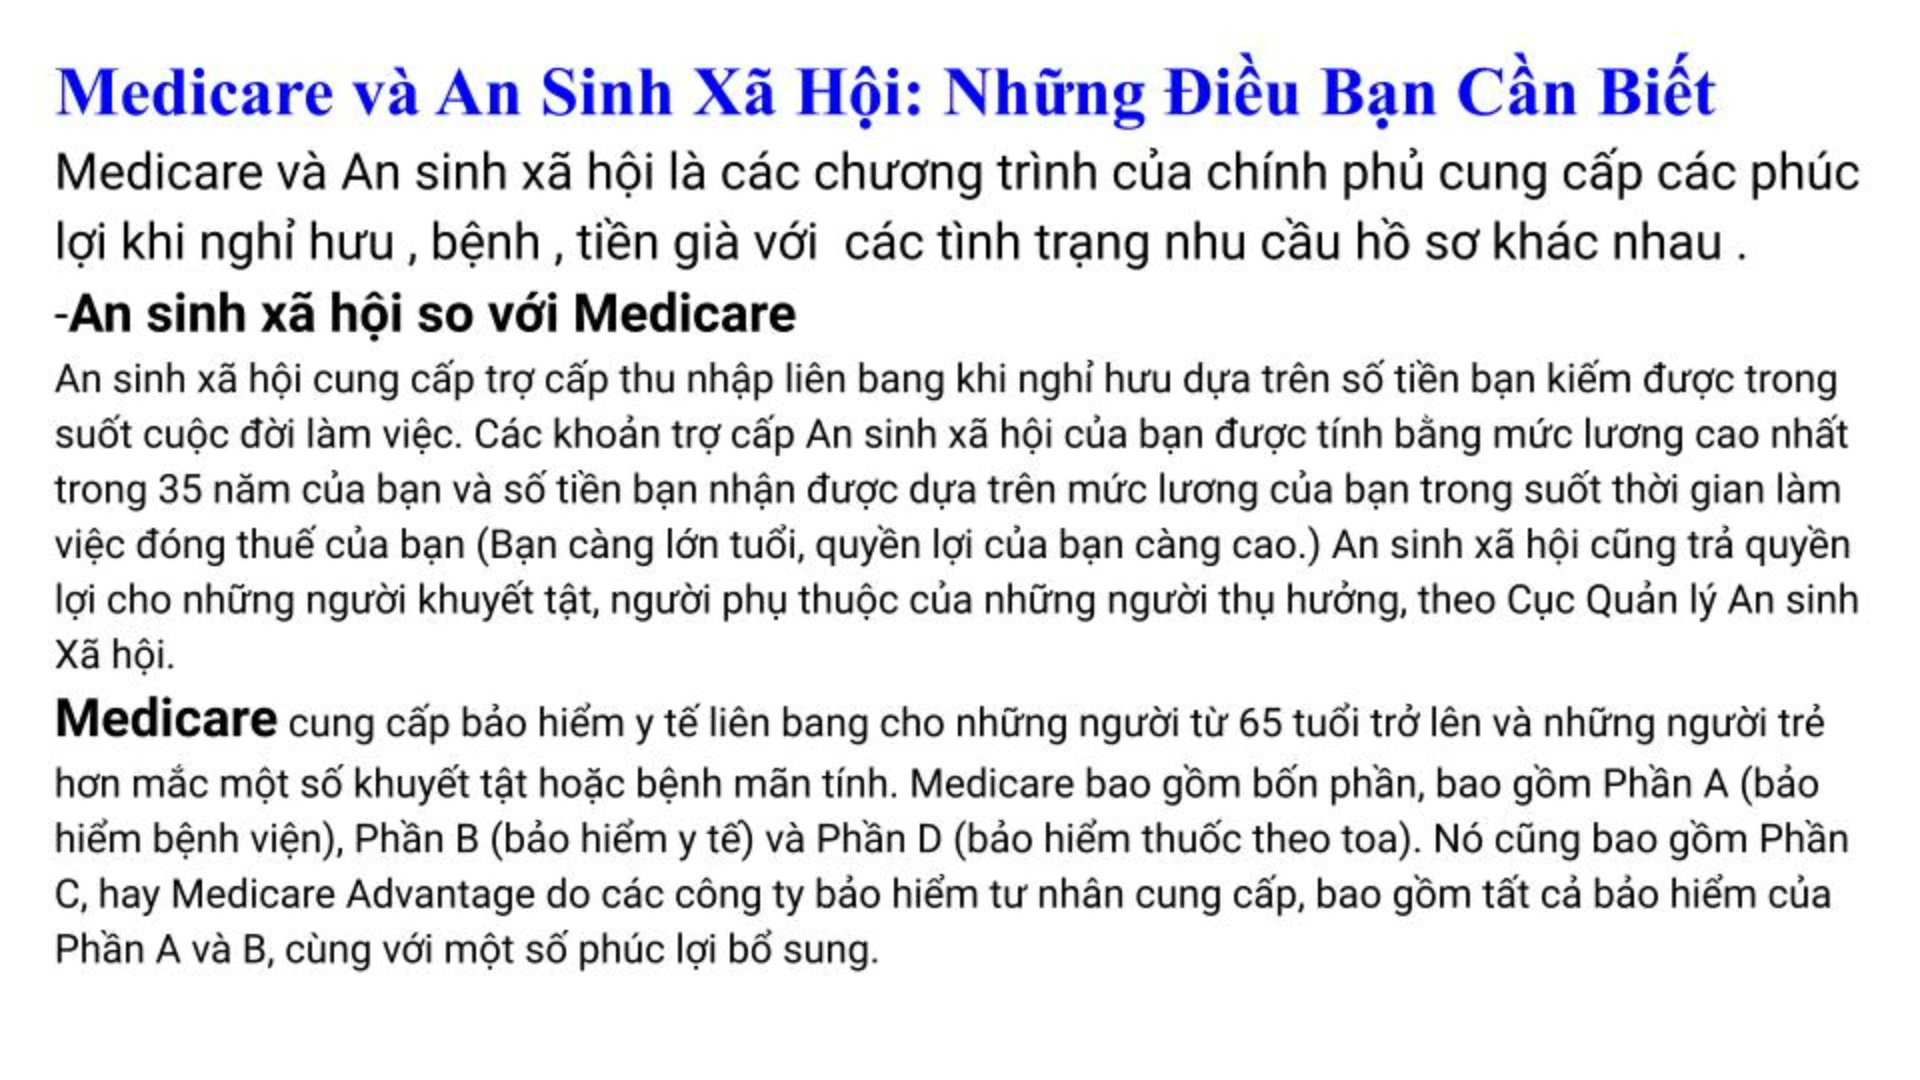 Medicare và An Sinh Xã Hội: Những Điều Bạn Cần Biết
Medicare và An sinh xã hội là các chương trình của chính phủ cung cấp các phúc
lợi khi nghỉ hưu , bệnh , tiền già với  các tình trạng nhu cầu hồ sơ khác nhau .
-An sinh xã hội so với Medicare
An sinh xã hội cung cấp trợ cấp thu nhập liên bang khi nghỉ hưu dựa trên số tiền bạn kiếm được trong
suốt cuộc đời làm việc. Các khoản trợ cấp An sinh xã hội của bạn được tính bằng mức lương cao nhất
trong 35 năm của bạn và số tiền bạn nhận được dựa trên mức lương của bạn trong suốt thời gian làm
việc đóng thuế của bạn (Bạn càng lớn tuổi, quyền lợi của bạn càng cao.) An sinh xã hội cũng trả quyền
lợi cho những người khuyết tật, người phụ thuộc của những người thụ hưởng, theo Cục Quản lý An sinh
Xã hội.
Medicare cung cấp bảo hiểm y tế liên bang cho những người từ 65 tuổi trở lên và những người trẻ
hơn mắc một số khuyết tật hoặc bệnh mãn tính. Medicare bao gồm bốn phần, bao gồm Phần A (bảo
hiểm bệnh viện), Phần B (bảo hiểm y tế) và Phần D (bảo hiểm thuốc theo toa). Nó cũng bao gồm Phần
C, hay Medicare Advantage do các công ty bảo hiểm tư nhân cung cấp, bao gồm tất cả bảo hiểm của
Phần A và B, cùng với một số phúc lợi bổ sung.